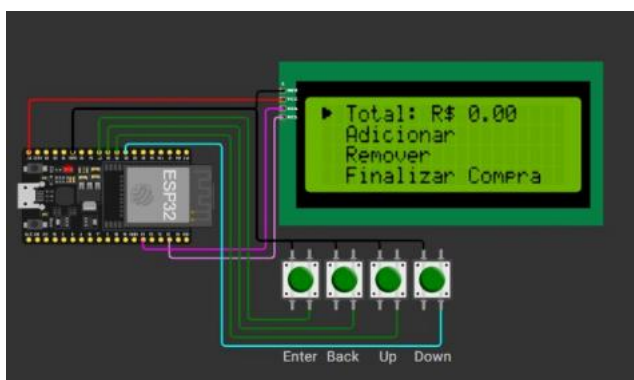 Total: R$ 0.00
Adicionar
Remover
Finalizar Compra
ESP32
Enter Back Up Down